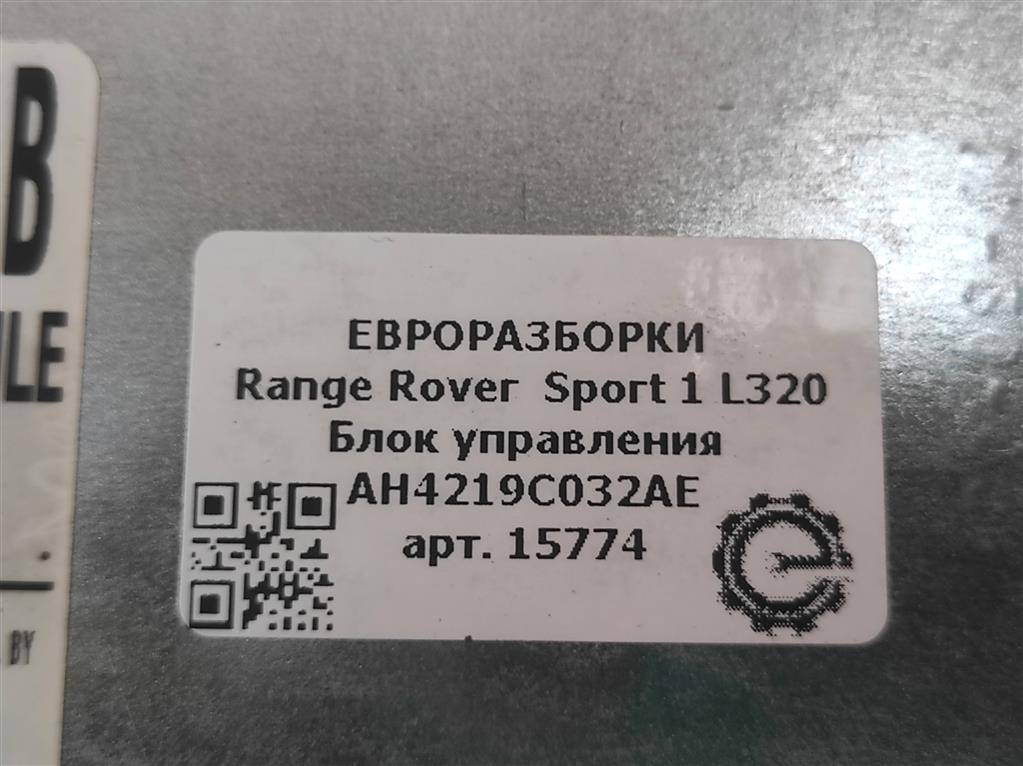 B
LE
BY
ЕВРОРАЗБОРКИ
Range Rover Sport 1 L320
Блок управления
AH4219C032AE
арт. 15774